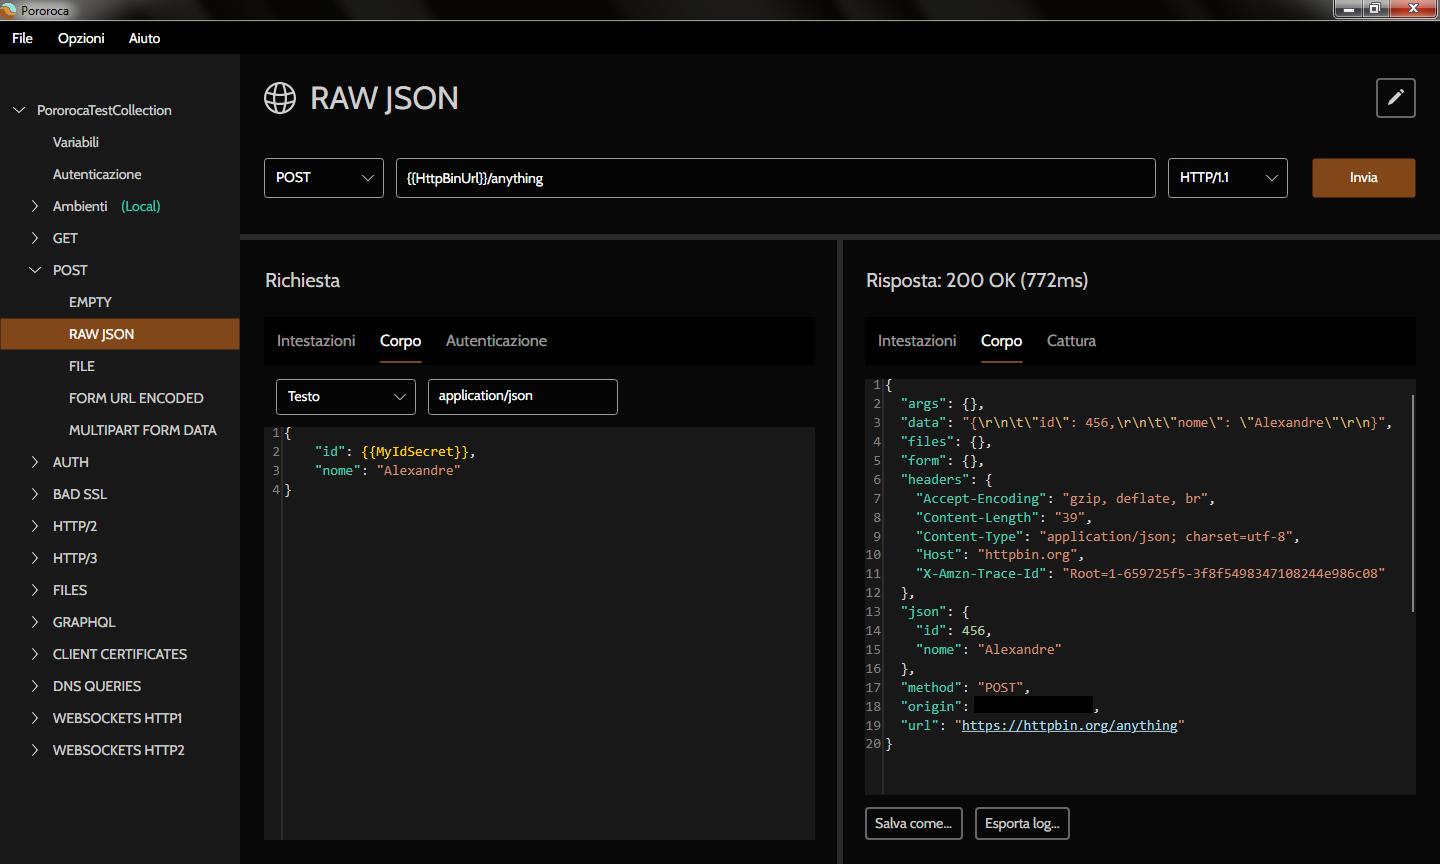 Pororoca
File Opzioni Aiuto
PororocaTestCollection
Variabili
Autenticazione
Ambienti (Local)
GET
POST
EMPTY
RAW JSON
FILE
FORM URL ENCODED
MULTIPART FORM DATA
AUTH
BAD SSL
HTTP/2
HTTP/3
FILES
GRAPHQL
CLIENT CERTIFICATES
DNS QUERIES
WEBSOCKETS HTTP1
WEBSOCKETS HTTP2
RAW JSON
POST {{HttpBinUrl}}/anything HTTP/1.1 Invia
Richiesta
Intestazioni Corpo Autenticazione
Testo application/json
1 {
2 "id": {{MyIdSecret}},
3 "nome": "Alexandre"
4 }
Risposta: 200 OK (772ms)
Intestazioni Corpo Cattura
1 {
2 "args": {},
3 "data": "{\r\n\t\"id\": 456,\r\n\t\"nome\": \"Alexandre\"\r\n}",
4 "files": {},
5 "form": {},
6 "headers": {
7 "Accept-Encoding": "gzip, deflate, br",
8 "Content-Length": "39",
9 "Content-Type": "application/json; charset=utf-8",
10 "Host": "httpbin.org",
11 "X-Amzn-Trace-Id": "Root=1-659725f5-3f8f5498347108244e986c08"
12 },
13 "json": {
14 "id": 456,
15 "nome": "Alexandre"
16 },
17 "method": "POST",
18 "origin": ,
19 "url": "https://httpbin.org/anything"
20 }
Salva come... Esporta log...